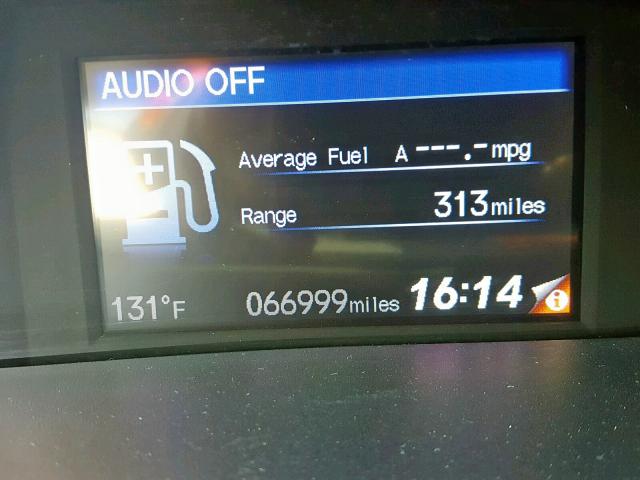 AUDIO OFF
Average Fuel A ---.- mpg
Range 313 miles
131°F 066999 miles 16:14 i